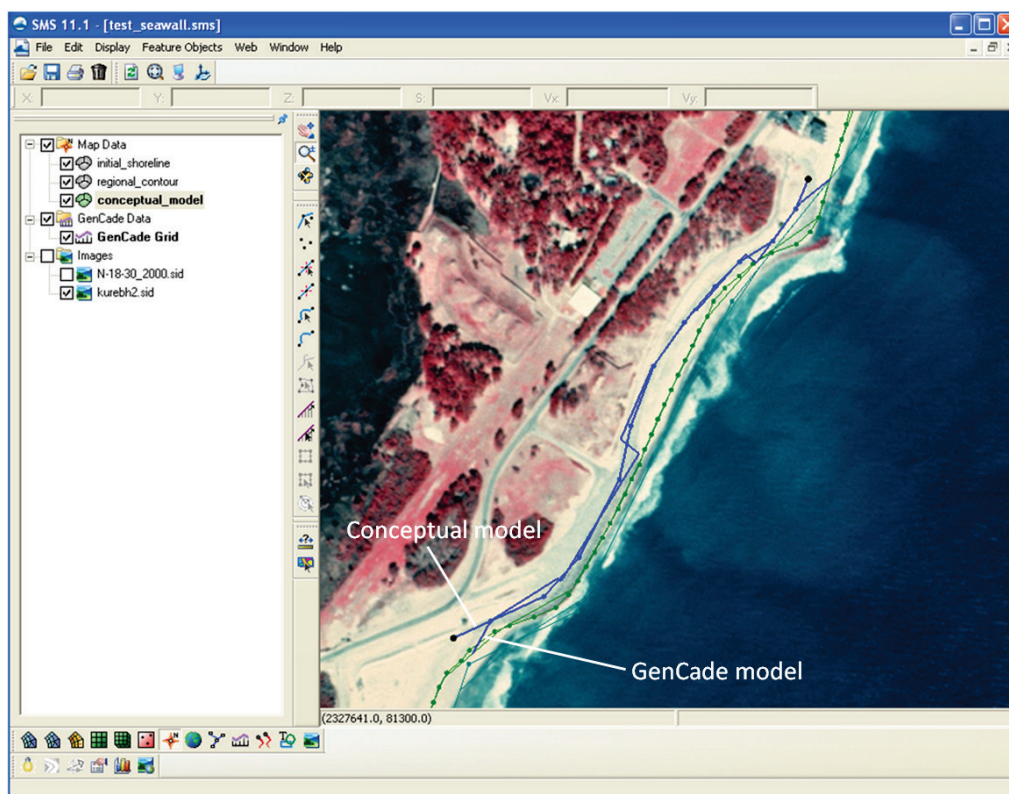 SMS 11.1 - [test_seawall.sms]
File Edit Display Feature Objects Web Window Help
X: Y: Z: S: Vx: Vy:
Map Data
initial_shoreline
regional_contour
conceptual_model
GenCade Data
GenCade Grid
Images
N-18-30_2000.sid
kurebh2.sid
Conceptual model
GenCade model
(2327641.0, 81300.0)